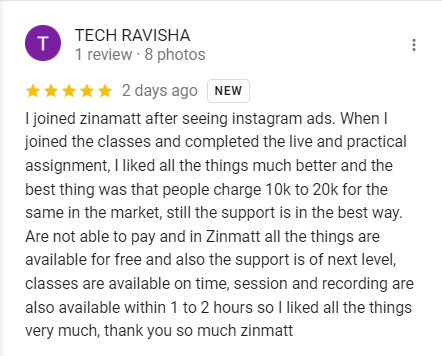 T
TECH RAVISHA
1 review · 8 photos
2 days ago NEW
I joined zinamatt after seeing instagram ads. When I
joined the classes and completed the live and practical
assignment, I liked all the things much better and the
best thing was that people charge 10k to 20k for the
same in the market, still the support is in the best way.
Are not able to pay and in Zinmatt all the things are
available for free and also the support is of next level,
classes are available on time, session and recording are
also available within 1 to 2 hours so I liked all the things
very much, thank you so much zinmatt